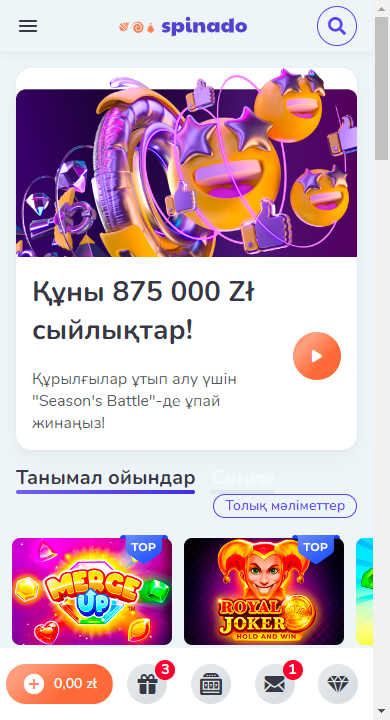 spinado
Құны 875 000 Zł
сыйлықтар!
Құрылғылар ұтып алу үшін
"Season's Battle"-де ұпай
жинаңыз!
Танымал ойындар
Соңғы
Толық мәліметтер
TOP
TOP
MERGE
UP
TM
ROYAL
JOKER
HOLD AND WIN
3
1
0,00 zł